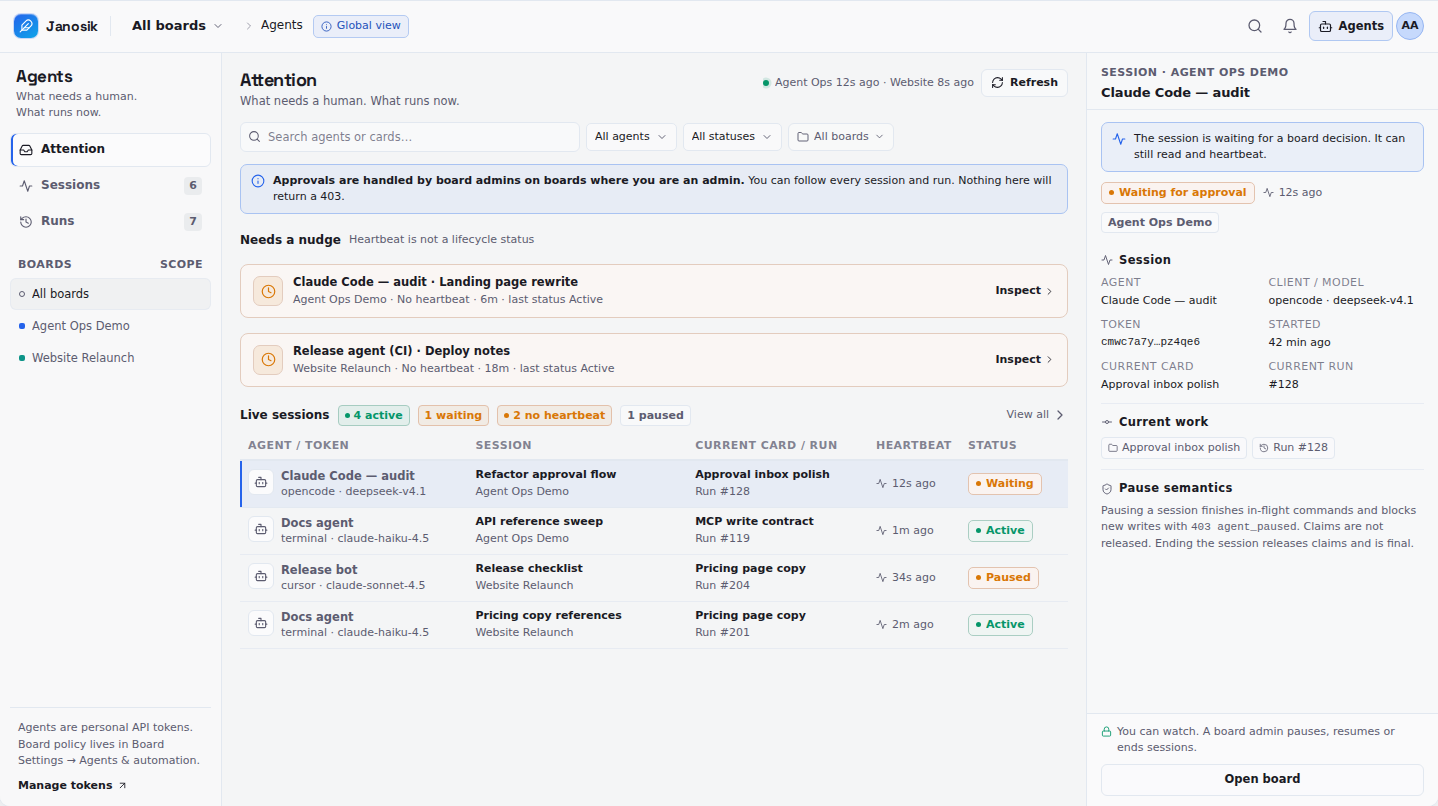 Janosik
All boards
Agents
Global view
Agents
AA
Agents
What needs a human.
What runs now.
Attention
Sessions 6
Runs 7
BOARDS SCOPE
All boards
Agent Ops Demo
Website Relaunch
Agents are personal API tokens.
Board policy lives in Board
Settings → Agents & automation.
Manage tokens
Attention
What needs a human. What runs now.
Agent Ops 12s ago · Website 8s ago
Refresh
Search agents or cards...
All agents
All statuses
All boards
Approvals are handled by board admins on boards where you are an admin. You can follow every session and run. Nothing here will
return a 403.
Needs a nudge Heartbeat is not a lifecycle status
Claude Code — audit · Landing page rewrite
Agent Ops Demo · No heartbeat · 6m · last status Active
Inspect
Release agent (CI) · Deploy notes
Website Relaunch · No heartbeat · 18m · last status Active
Inspect
Live sessions 4 active 1 waiting 2 no heartbeat 1 paused View all
AGENT / TOKEN SESSION CURRENT CARD / RUN HEARTBEAT STATUS
Claude Code — audit Refactor approval flow Approval inbox polish 12s ago Waiting
opencode · deepseek-v4.1 Agent Ops Demo Run #128
Docs agent API reference sweep MCP write contract 1m ago Active
terminal · claude-haiku-4.5 Agent Ops Demo Run #119
Release bot Release checklist Pricing page copy 34s ago Paused
cursor · claude-sonnet-4.5 Website Relaunch Run #204
Docs agent Pricing copy references Pricing page copy 2m ago Active
terminal · claude-haiku-4.5 Website Relaunch Run #201
SESSION · AGENT OPS DEMO
Claude Code — audit
The session is waiting for a board decision. It can
still read and heartbeat.
Waiting for approval 12s ago
Agent Ops Demo
Session
AGENT CLIENT / MODEL
Claude Code — audit opencode · deepseek-v4.1
TOKEN STARTED
cmwc7a7y…pz4qe6 42 min ago
CURRENT CARD CURRENT RUN
Approval inbox polish #128
Current work
Approval inbox polish Run #128
Pause semantics
Pausing a session finishes in-flight commands and blocks
new writes with 403 agent_paused. Claims are not
released. Ending the session releases claims and is final.
You can watch. A board admin pauses, resumes or
ends sessions.
Open board